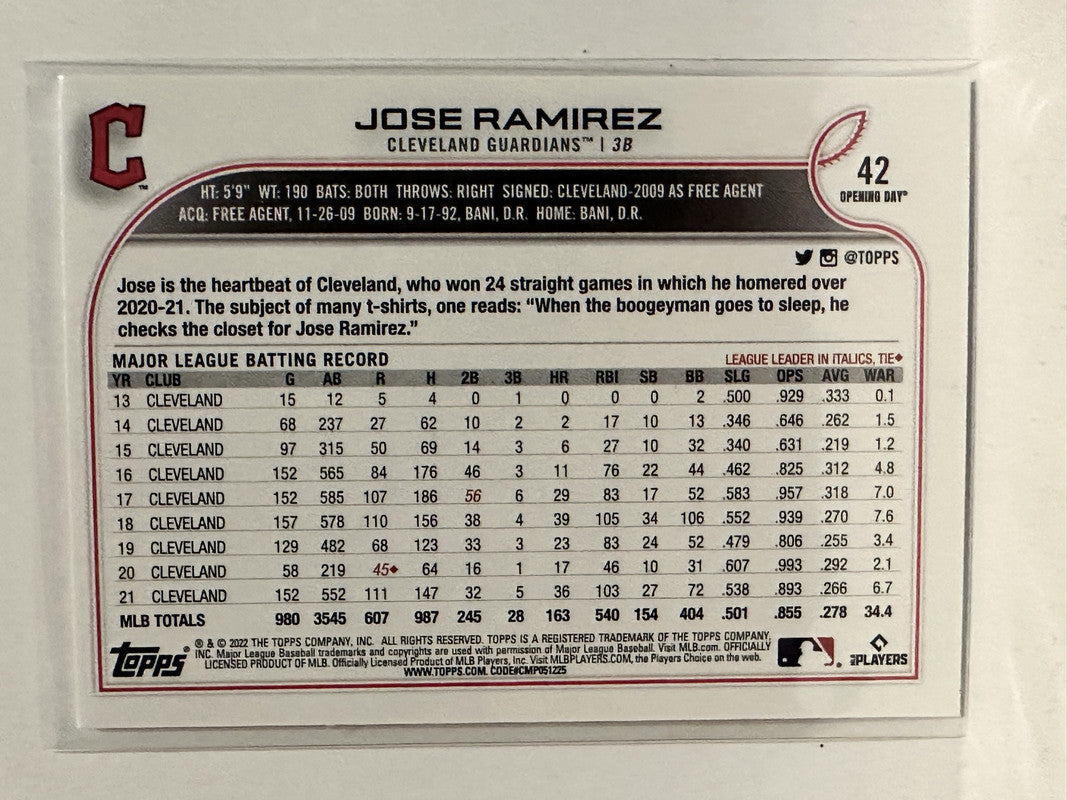 C
™
JOSE RAMIREZ
CLEVELAND GUARDIANS™ | 3B
42
OPENING DAY®
HT: 5'9" WT: 190 BATS: BOTH THROWS: RIGHT SIGNED: CLEVELAND-2009 AS FREE AGENT
ACQ: FREE AGENT, 11-26-09 BORN: 9-17-92, BANI, D.R. HOME: BANI, D.R.
@TOPPS
Jose is the heartbeat of Cleveland, who won 24 straight games in which he homered over
2020-21. The subject of many t-shirts, one reads: “When the boogeyman goes to sleep, he
checks the closet for Jose Ramirez.”
MAJOR LEAGUE BATTING RECORD LEAGUE LEADER IN ITALICS, TIE◆
YR CLUB G AB R H 2B 3B HR RBI SB BB SLG OPS AVG WAR
13 CLEVELAND 15 12 5 4 0 1 0 0 0 2 .500 .929 .333 0.1
14 CLEVELAND 68 237 27 62 10 2 2 17 10 13 .346 .646 .262 1.5
15 CLEVELAND 97 315 50 69 14 3 6 27 10 32 .340 .631 .219 1.2
16 CLEVELAND 152 565 84 176 46 3 11 76 22 44 .462 .825 .312 4.8
17 CLEVELAND 152 585 107 186 56 6 29 83 17 52 .583 .957 .318 7.0
18 CLEVELAND 157 578 110 156 38 4 39 105 34 106 .552 .939 .270 7.6
19 CLEVELAND 129 482 68 123 33 3 23 83 24 52 .479 .806 .255 3.4
20 CLEVELAND 58 219 45◆ 64 16 1 17 46 10 31 .607 .993 .292 2.1
21 CLEVELAND 152 552 111 147 32 5 36 103 27 72 .538 .893 .266 6.7
MLB TOTALS 980 3545 607 987 245 28 163 540 154 404 .501 .855 .278 34.4
topps®
® & © 2022 THE TOPPS COMPANY, INC. ALL RIGHTS RESERVED. TOPPS IS A REGISTERED TRADEMARK OF THE TOPPS COMPANY,
INC. Major League Baseball trademarks and copyrights are used with permission of Major League Baseball. Visit MLB.com. OFFICIALLY
LICENSED PRODUCT OF MLB. Officially Licensed Product of MLB Players, Inc. Visit MLBPLAYERS.COM, the Players Choice on the web.
WWW.TOPPS.COM. CODE#CMP051225
MLB PLAYERS